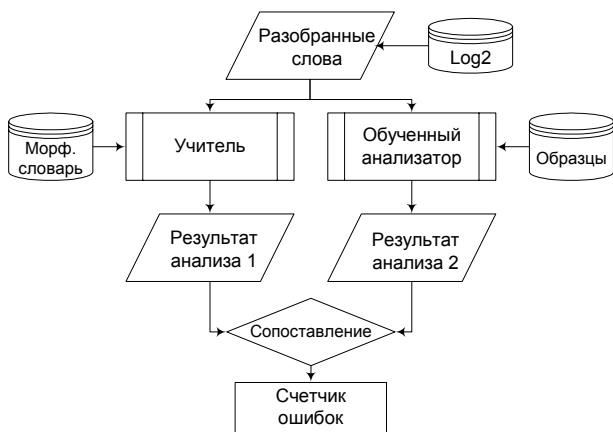 Разобранные
слова
Log2
Морф.
словарь
Учитель
Обученный
анализатор
Образцы
Результат
анализа 1
Результат
анализа 2
Сопоставление
Счетчик
ошибок